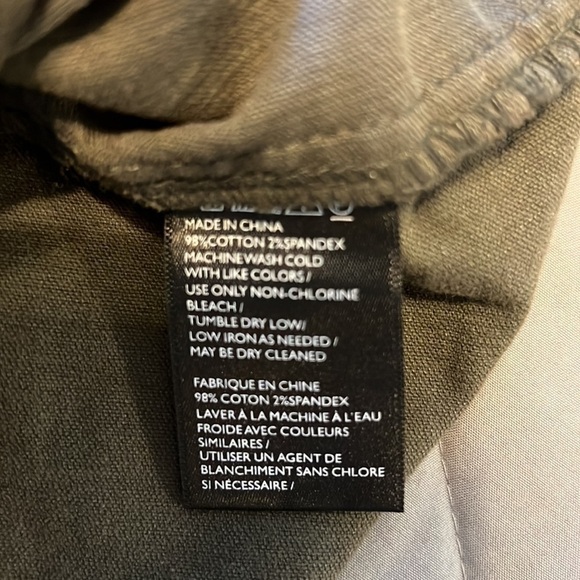 MADE IN CHINA
98%COTTON 2%SPANDEX
MACHINE WASH COLD
WITH LIKE COLORS /
USE ONLY NON-CHLORINE
BLEACH /
TUMBLE DRY LOW/
LOW IRON AS NEEDED /
MAY BE DRY CLEANED
FABRIQUE EN CHINE
98% COTON 2%SPANDEX
LAVER À LA MACHINE À L'EAU
FROIDE AVEC COULEURS
SIMILAIRES /
UTILISER UN AGENT DE
BLANCHIMENT SANS CHLORE
SI NÉCESSAIRE /